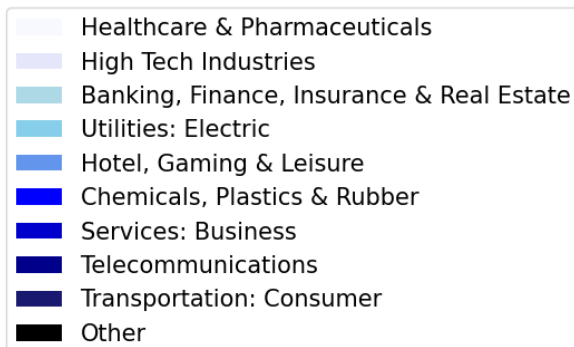 Healthcare & Pharmaceuticals
High Tech Industries
Banking, Finance, Insurance & Real Estate
Utilities: Electric
Hotel, Gaming & Leisure
Chemicals, Plastics & Rubber
Services: Business
Telecommunications
Transportation: Consumer
Other